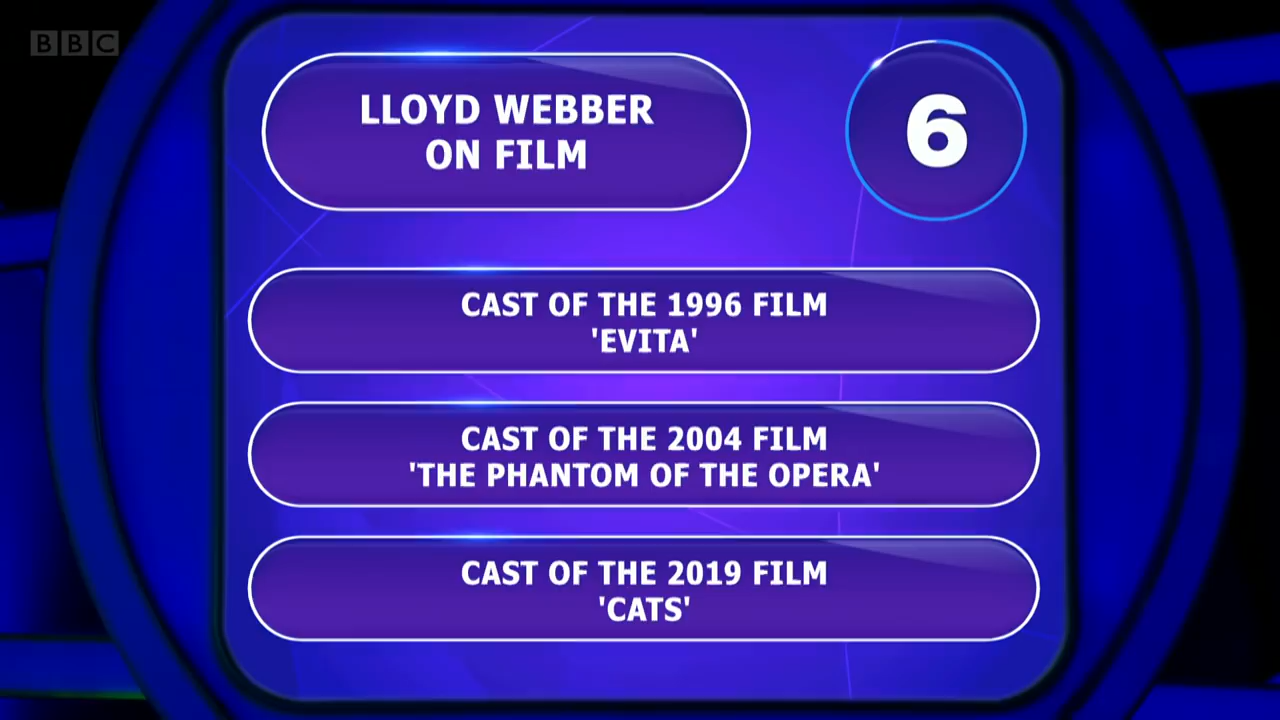 BBC
LLOYD WEBBER
ON FILM
6
CAST OF THE 1996 FILM
'EVITA'
CAST OF THE 2004 FILM
'THE PHANTOM OF THE OPERA'
CAST OF THE 2019 FILM
'CATS'